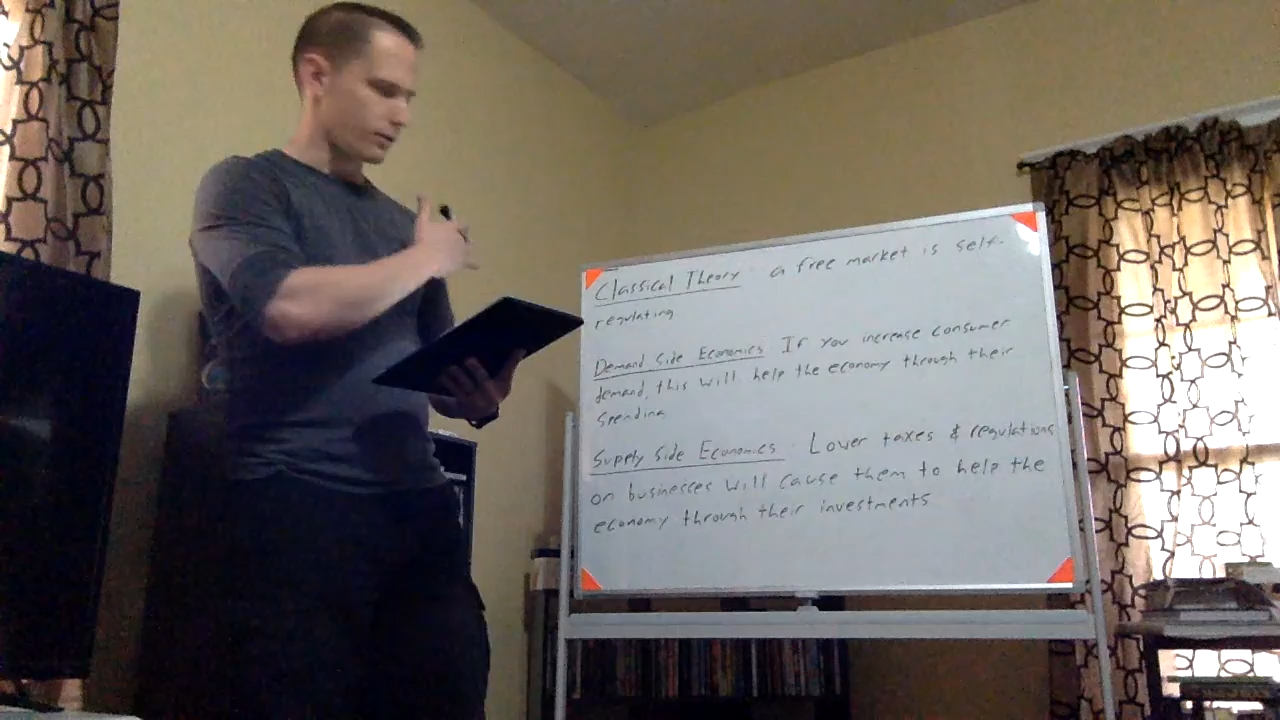 Classical Theory a free market is self-
regulating
Demand Side Economics If you increase consumer
demand, this will help the economy through their
spending
Supply Side Economics Lower taxes & regulations
on businesses will cause them to help the
economy through their investments